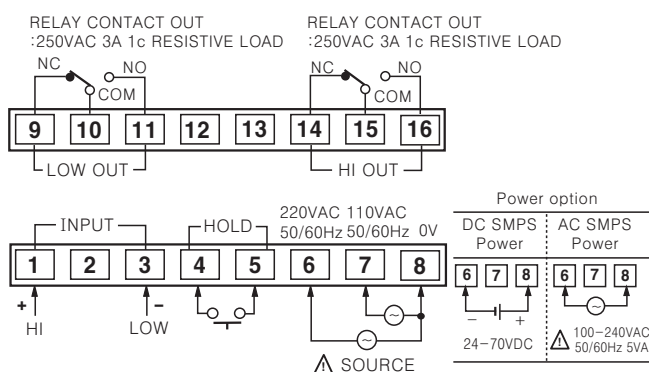 RELAY CONTACT OUT
:250VAC 3A 1c RESISTIVE LOAD
RELAY CONTACT OUT
:250VAC 3A 1c RESISTIVE LOAD
NC
NO
COM
NC
NO
COM
9 10 11 12 13 14 15 16
LOW OUT
HI OUT
INPUT
HOLD
220VAC 110VAC
50/60Hz 50/60Hz 0V
1 2 3 4 5 6 7 8
+
HI
−
LOW
SOURCE
Power option
DC SMPS
Power
AC SMPS
Power
6 7 8
6 7 8
− +
24-70VDC
100-240VAC
50/60Hz 5VA